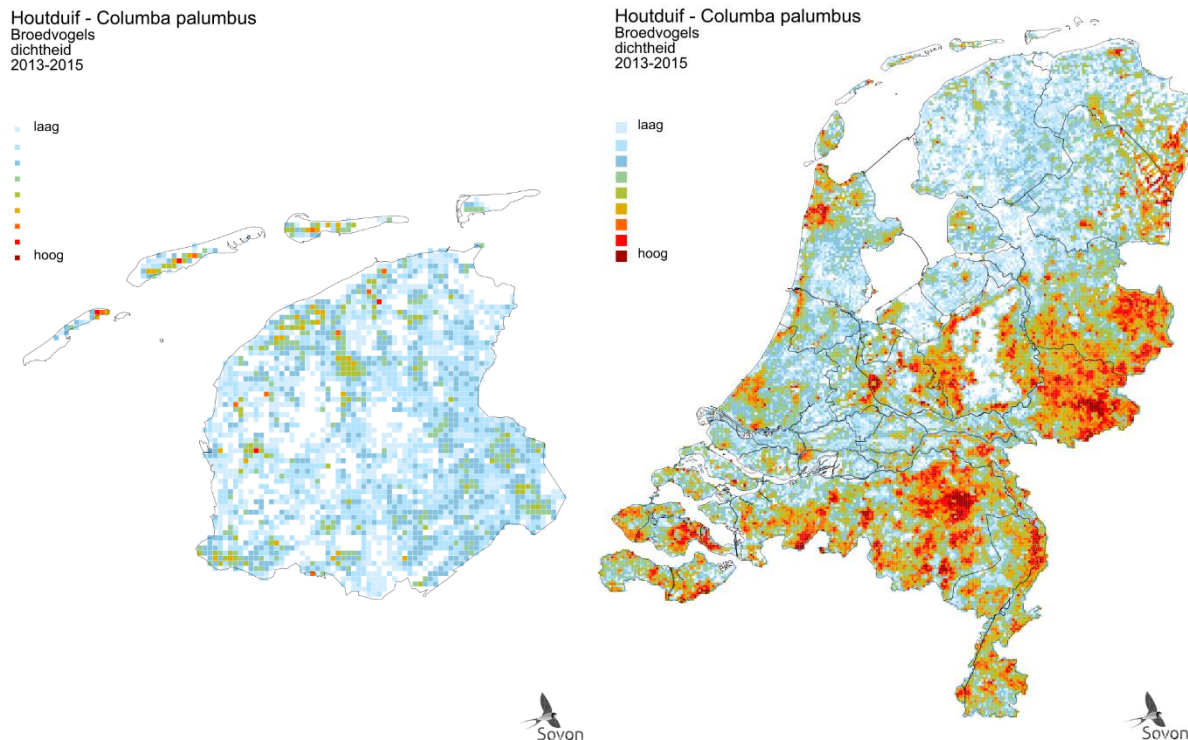 Houtduif - Columba palumbus
Broedvogels
dichtheid
2013-2015
laag
hoog
Sovon
Houtduif - Columba palumbus
Broedvogels
dichtheid
2013-2015
laag
hoog
Sovon